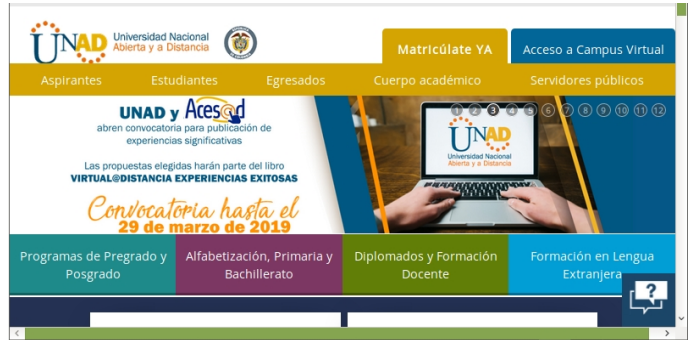 UNAD
Universidad Nacional
Abierta y a Distancia
Matricúlate YA
Acceso a Campus Virtual
Aspirantes
Estudiantes
Egresados
Cuerpo académico
Servidores públicos
UNAD y Acesad
abren convocatoria para publicación de
experiencias significativas
Las propuestas elegidas harán parte del libro
VIRTUAL@DISTANCIA EXPERIENCIAS EXITOSAS
Convocatoria hasta el
29 de marzo de 2019
1 2 3 4 5 6 7 8 9 10 11 12
UNAD
Universidad Nacional
Abierta y a Distancia
Programas de Pregrado y
Posgrado
Alfabetización, Primaria y
Bachillerato
Diplomados y Formación
Docente
Formación en Lengua
Extranjera
?